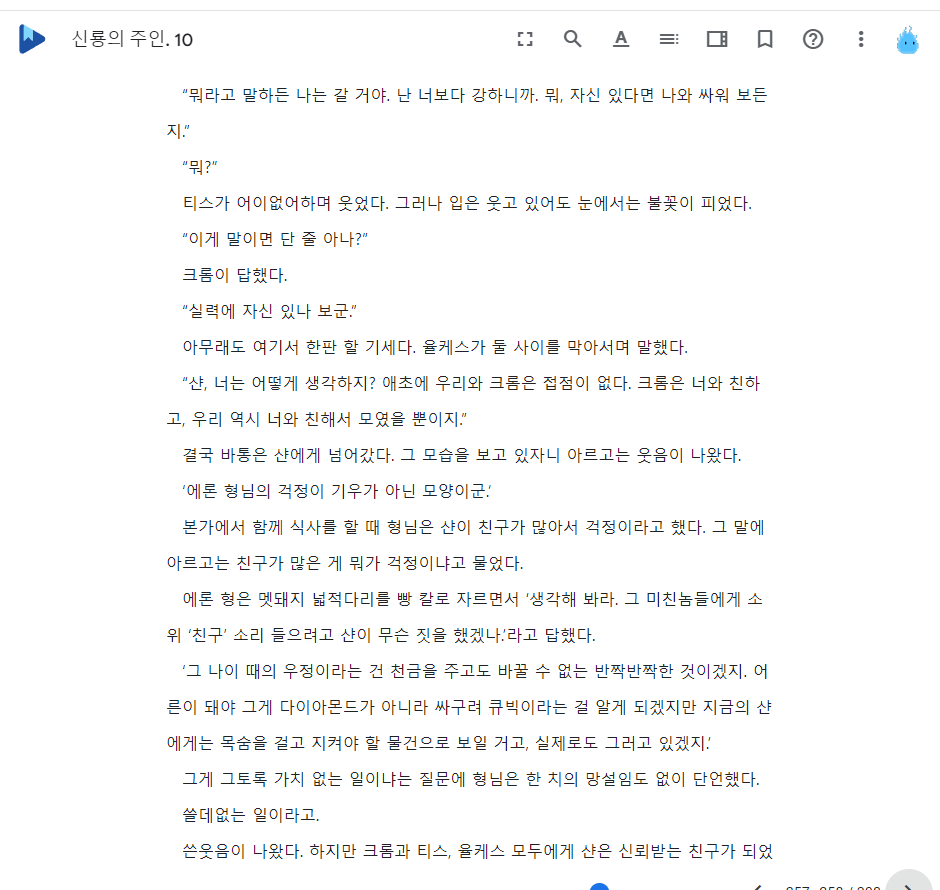 신룡의 주인. 10
“뭐라고 말하든 나는 갈 거야. 난 너보다 강하니까. 뭐, 자신 있다면 나와 싸워 보든
지.”
“뭐?”
티스가 어이없어하며 웃었다. 그러나 입은 웃고 있어도 눈에서는 불꽃이 피었다.
“이게 말이면 단 줄 아나?”
크롬이 답했다.
“실력에 자신 있나 보군.”
아무래도 여기서 한판 할 기세다. 율케스가 둘 사이를 막아서며 말했다.
“샨, 너는 어떻게 생각하지? 애초에 우리와 크롬은 접점이 없다. 크롬은 너와 친하
고, 우리 역시 너와 친해서 모였을 뿐이지.”
결국 바통은 샨에게 넘어갔다. 그 모습을 보고 있자니 아르고는 웃음이 나왔다.
‘에론 형님의 걱정이 기우가 아닌 모양이군.’
본가에서 함께 식사를 할 때 형님은 샨이 친구가 많아서 걱정이라고 했다. 그 말에
아르고는 친구가 많은 게 뭐가 걱정이냐고 물었다.
에론 형은 멧돼지 넓적다리를 빵 칼로 자르면서 ‘생각해 봐라. 그 미친놈들에게 소
위 ‘친구’ 소리 들으려고 샨이 무슨 짓을 했겠나.’라고 답했다.
‘그 나이 때의 우정이라는 건 천금을 주고도 바꿀 수 없는 반짝반짝한 것이겠지. 어
른이 돼야 그게 다이아몬드가 아니라 싸구려 큐빅이라는 걸 알게 되겠지만 지금의 샨
에게는 목숨을 걸고 지켜야 할 물건으로 보일 거고, 실제로도 그러고 있겠지.’
그게 그토록 가치 없는 일이냐는 질문에 형님은 한 치의 망설임도 없이 단언했다.
쓸데없는 일이라고.
쓴웃음이 나왔다. 하지만 크롬과 티스, 율케스 모두에게 샨은 신뢰받는 친구가 되었